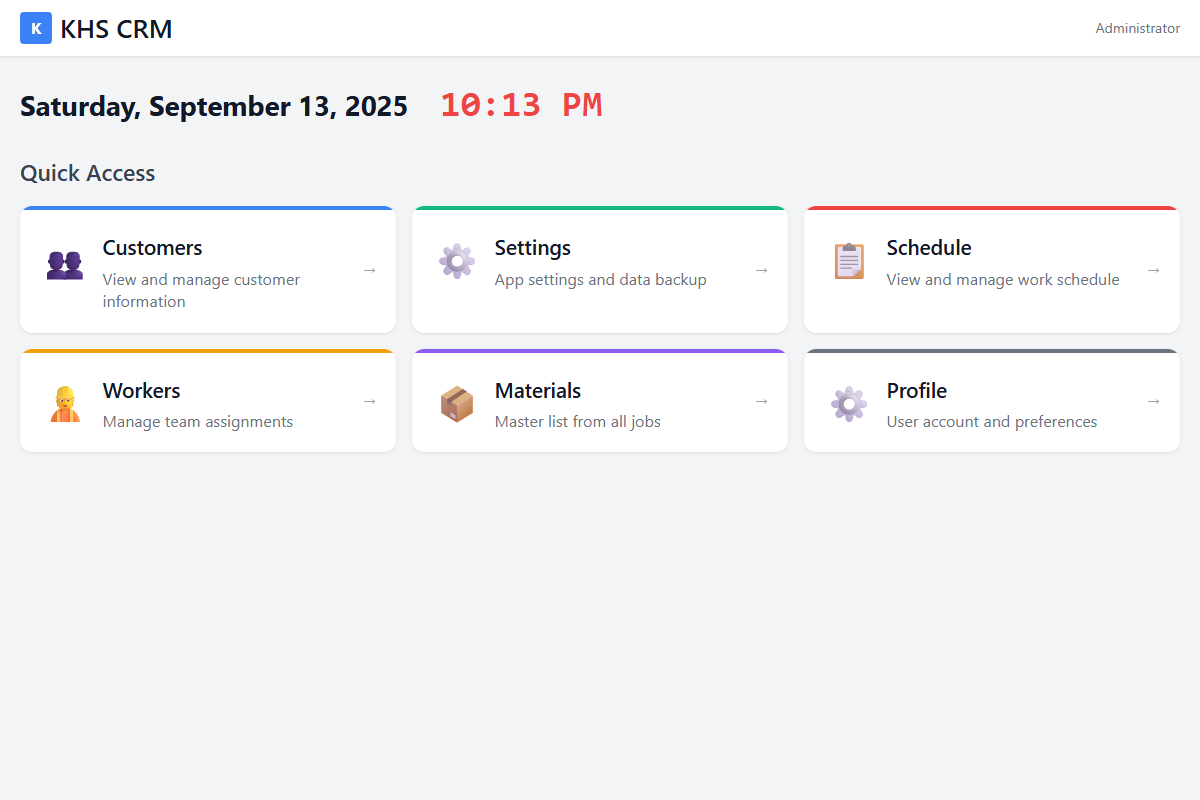 K KHS CRM
Administrator
Saturday, September 13, 2025 10:13 PM
Quick Access
Customers
View and manage customer
information
→
Settings
App settings and data backup
→
Schedule
View and manage work schedule
→
Workers
Manage team assignments
→
Materials
Master list from all jobs
→
Profile
User account and preferences
→